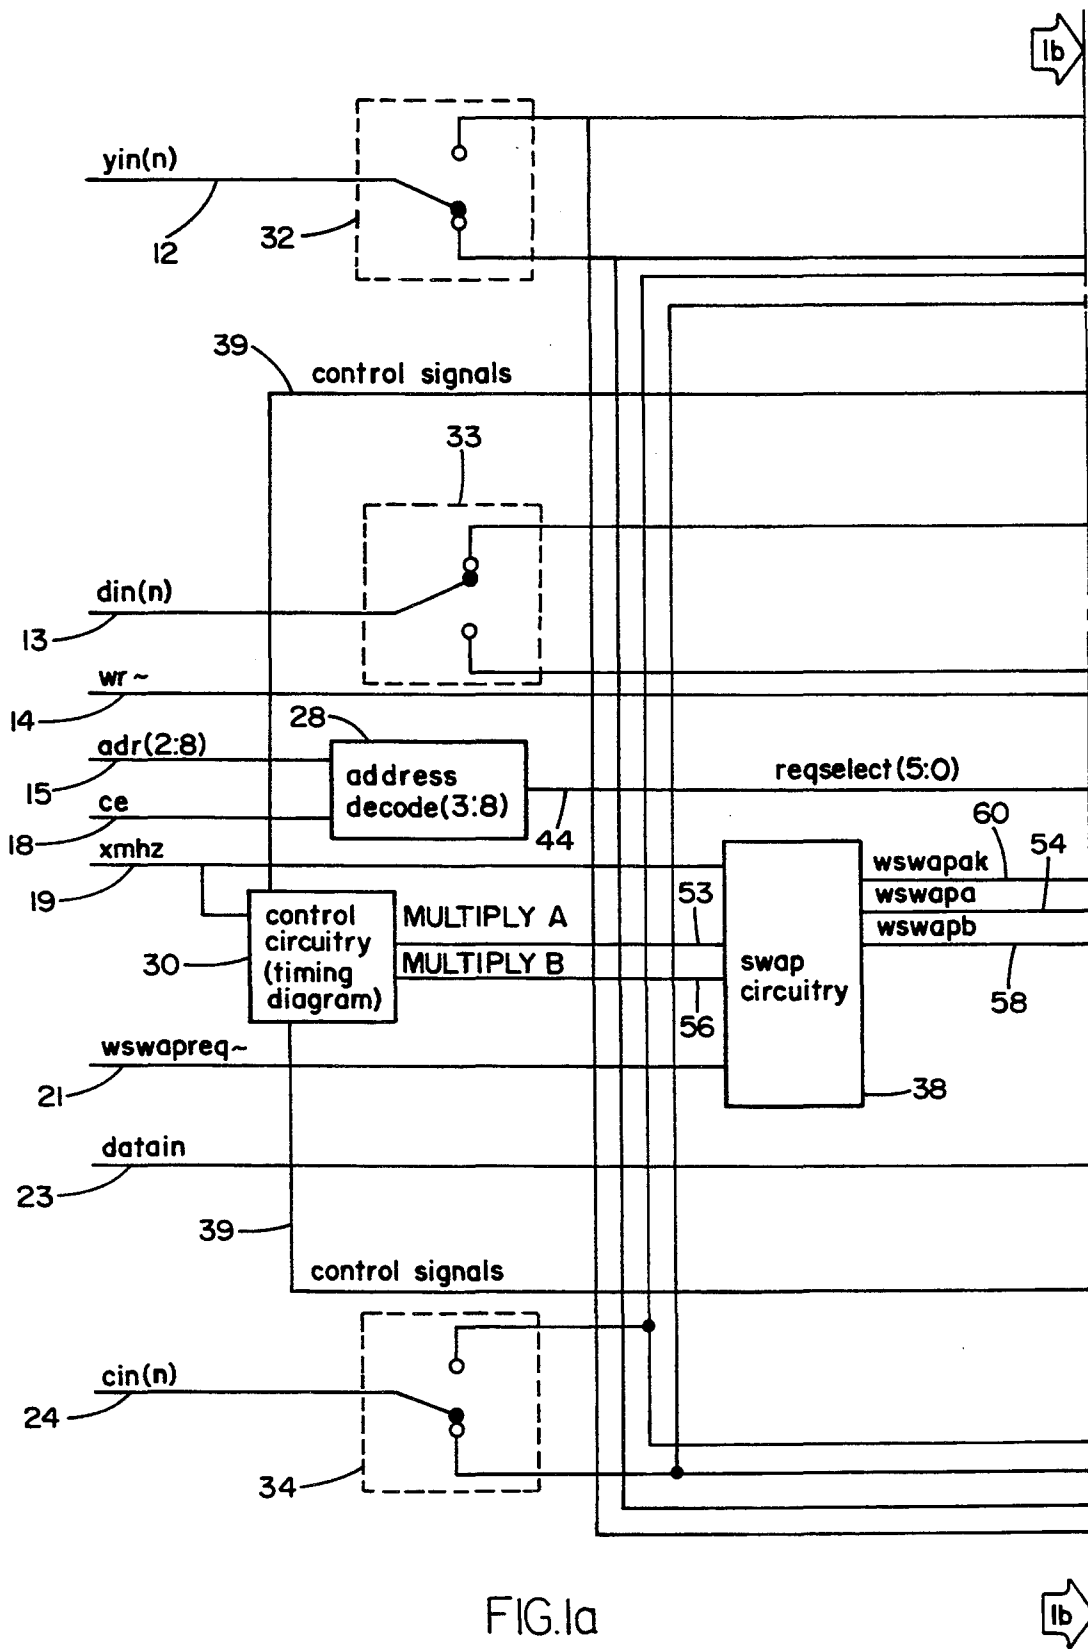 1b
yin(n)
12
32
39
control signals
33
din(n)
13
wr ~
14
28
adr(2:8)
15
address
decode(3:8)
reqselect(5:0)
ce
18
44
60
54
xmhz
19
53
wswapak
wswapa
wswapb
control
circuitry
(timing
diagram)
30
MULTIPLY A
MULTIPLY B
56
swap
circuitry
58
wswapreq~
21
38
datain
23
39
control signals
cin(n)
24
34
FIG.1a
1b